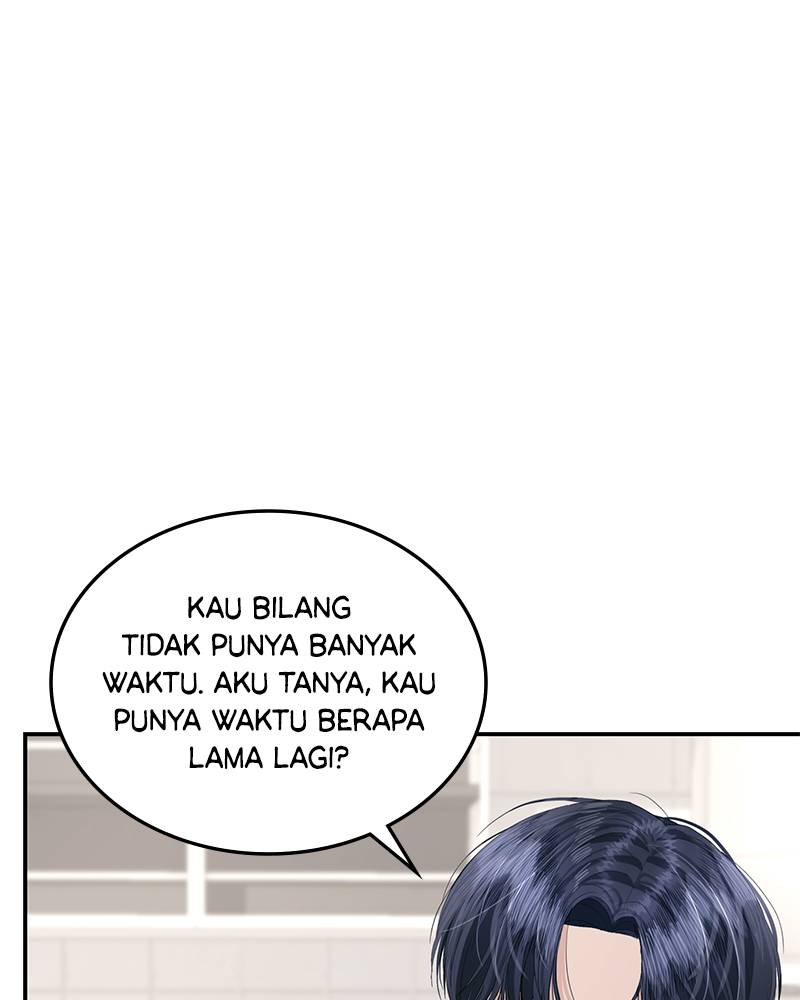 KAU BILANG
TIDAK PUNYA BANYAK
WAKTU. AKU TANYA, KAU
PUNYA WAKTU BERAPA
LAMA LAGI?